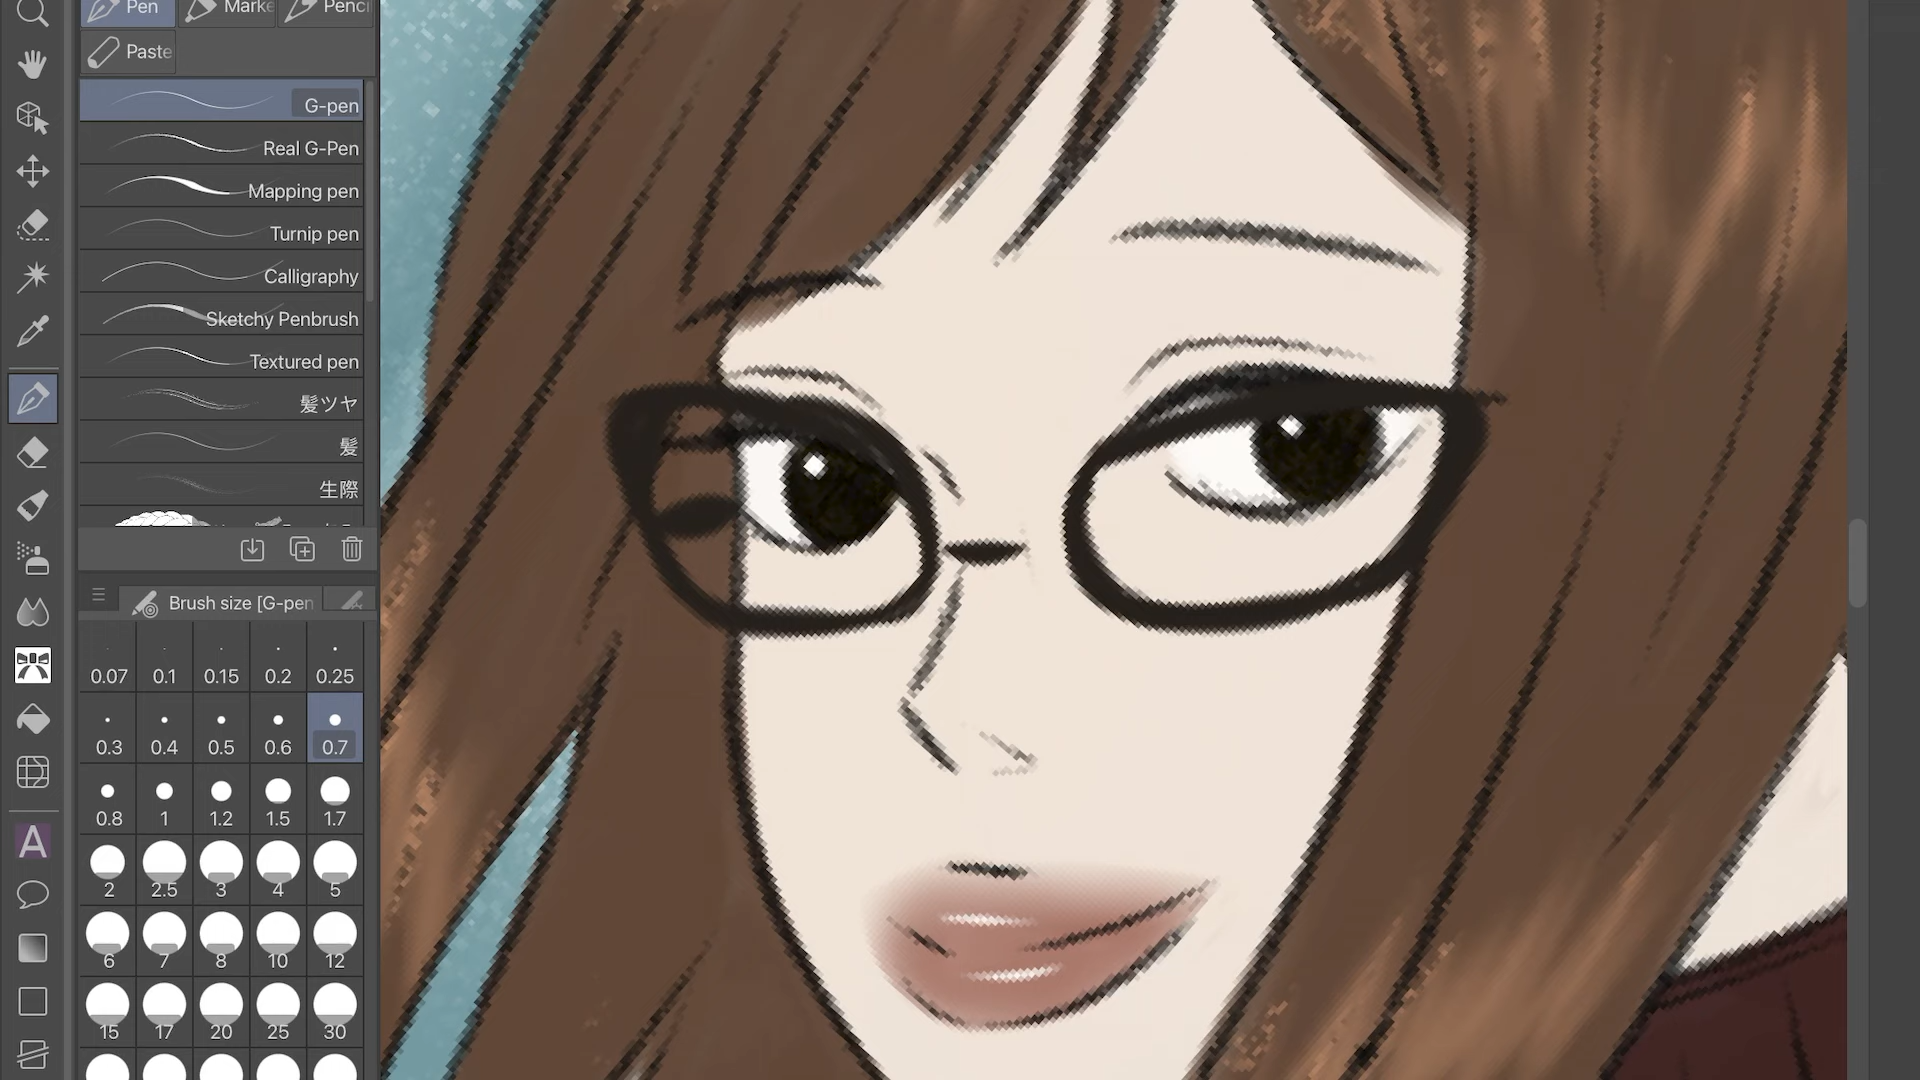 Pen Marke Penci
Paste
G-pen
Real G-Pen
Mapping pen
Turnip pen
Calligraphy
Sketchy Penbrush
Textured pen
髪ツヤ
髪
生際
Brush size [G-pen
0.07 0.1 0.15 0.2 0.25
0.3 0.4 0.5 0.6 0.7
0.8 1 1.2 1.5 1.7
2 2.5 3 4 5
6 7 8 10 12
15 17 20 25 30
A